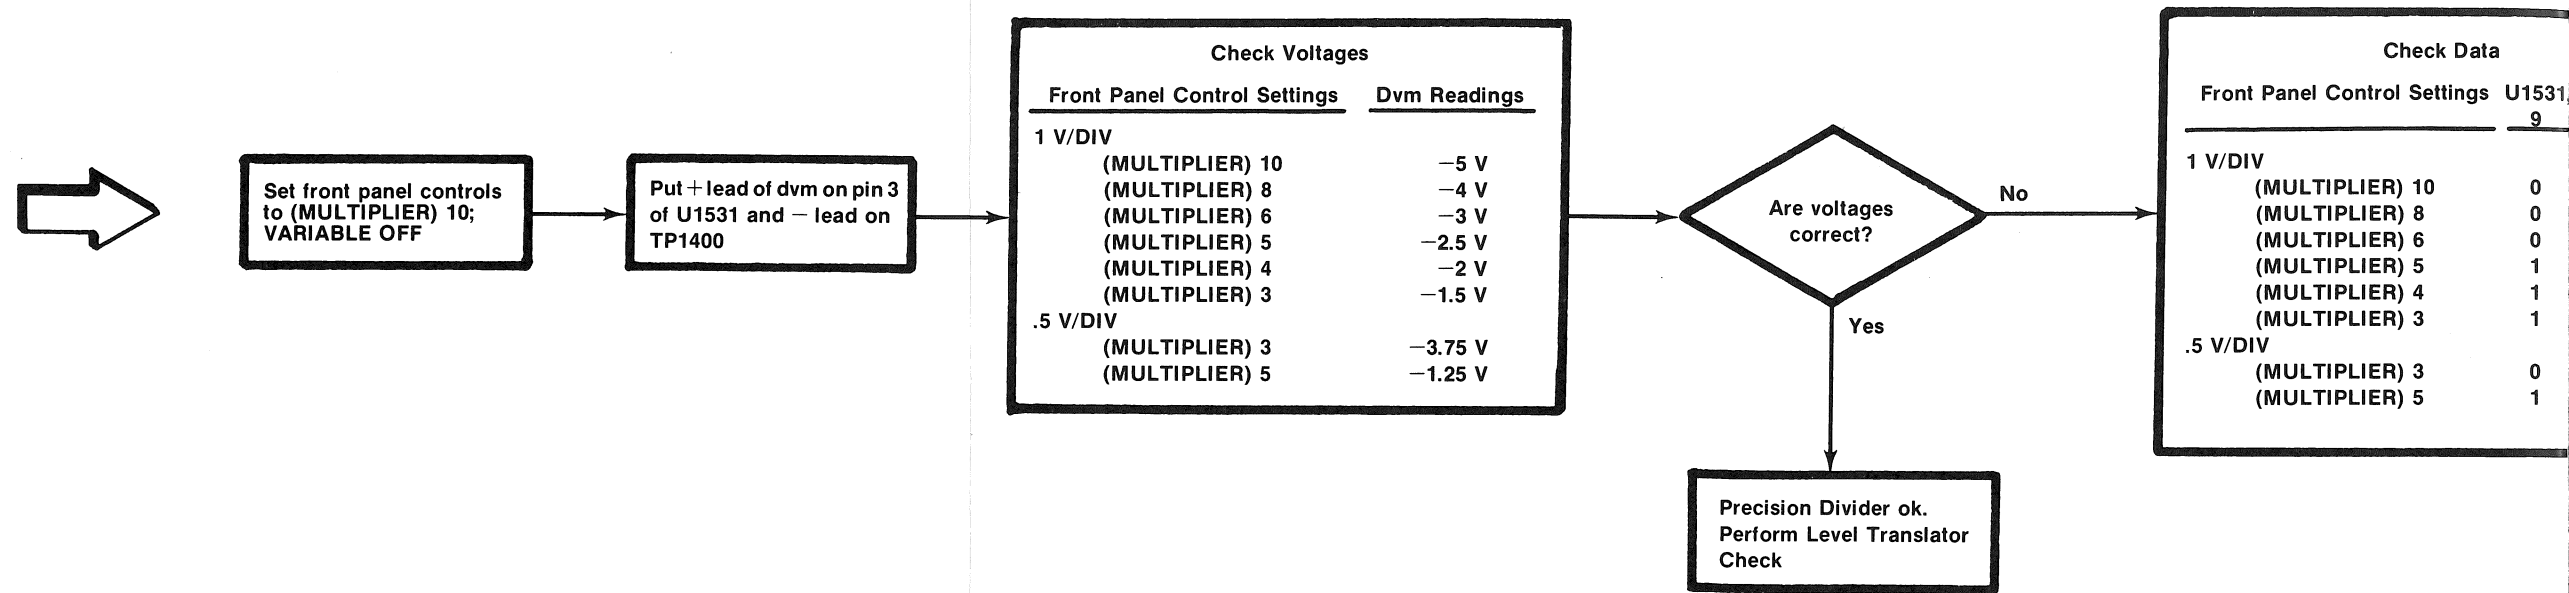 Set front panel controls
to (MULTIPLIER) 10;
VARIABLE OFF
Put + lead of dvm on pin 3
of U1531 and − lead on
TP1400
Check Voltages
Front Panel Control Settings Dvm Readings
1 V/DIV
(MULTIPLIER) 10 −5 V
(MULTIPLIER) 8 −4 V
(MULTIPLIER) 6 −3 V
(MULTIPLIER) 5 −2.5 V
(MULTIPLIER) 4 −2 V
(MULTIPLIER) 3 −1.5 V
.5 V/DIV
(MULTIPLIER) 3 −3.75 V
(MULTIPLIER) 5 −1.25 V
Are voltages
correct?
No
Yes
Precision Divider ok.
Perform Level Translator
Check
Check Data
Front Panel Control Settings U1531,
9
1 V/DIV
(MULTIPLIER) 10 0
(MULTIPLIER) 8 0
(MULTIPLIER) 6 0
(MULTIPLIER) 5 1
(MULTIPLIER) 4 1
(MULTIPLIER) 3 1
.5 V/DIV
(MULTIPLIER) 3 0
(MULTIPLIER) 5 1